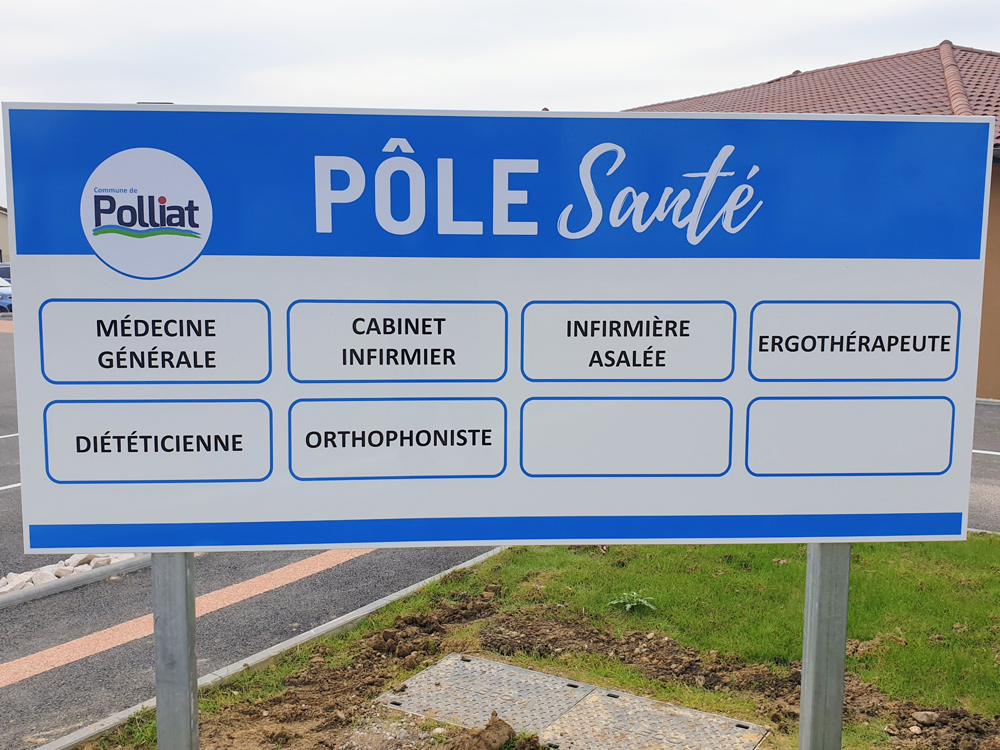 Commune de
Polliat
PÔLE Santé
MÉDECINE
GÉNÉRALE
CABINET
INFIRMIER
INFIRMIÈRE
ASALÉE
ERGOTHÉRAPEUTE
DIÉTÉTICIENNE
ORTHOPHONISTE